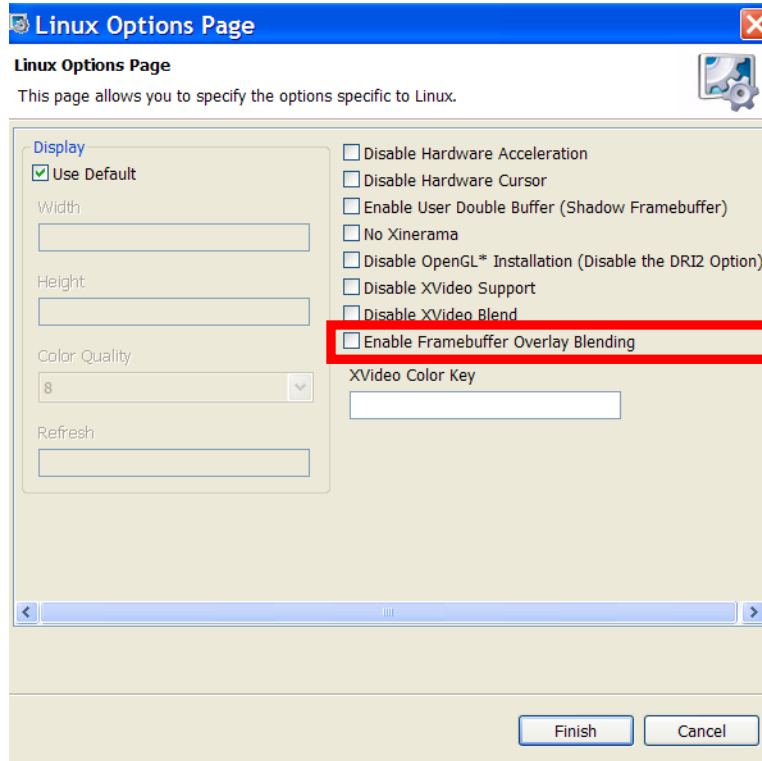 Linux Options Page
Linux Options Page
This page allows you to specify the options specific to Linux.
Display
Use Default
Width
Height
Color Quality
8
Refresh
Disable Hardware Acceleration
Disable Hardware Cursor
Enable User Double Buffer (Shadow Framebuffer)
No Xinerama
Disable OpenGL* Installation (Disable the DRI2 Option)
Disable XVideo Support
Disable XVideo Blend
Enable Framebuffer Overlay Blending
XVideo Color Key
Finish
Cancel